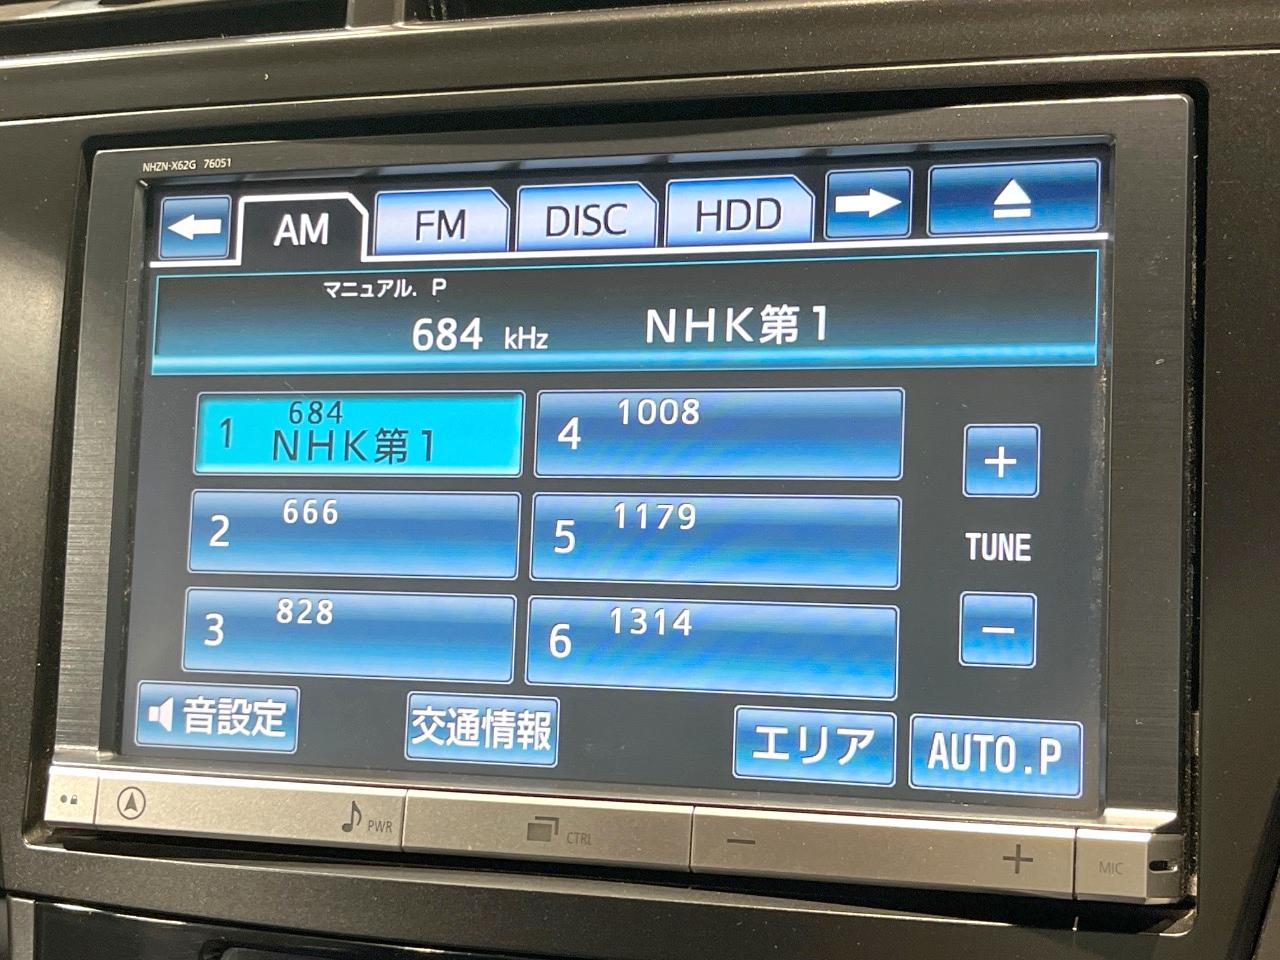 NHZN-X62G 76051
AM FM DISC HDD
マニュアル. P
684 kHz NHK第1
1 684 NHK第1
4 1008
2 666
5 1179
3 828
6 1314
+
TUNE
−
音設定 交通情報 エリア AUTO.P
PWR CTRL − + MIC